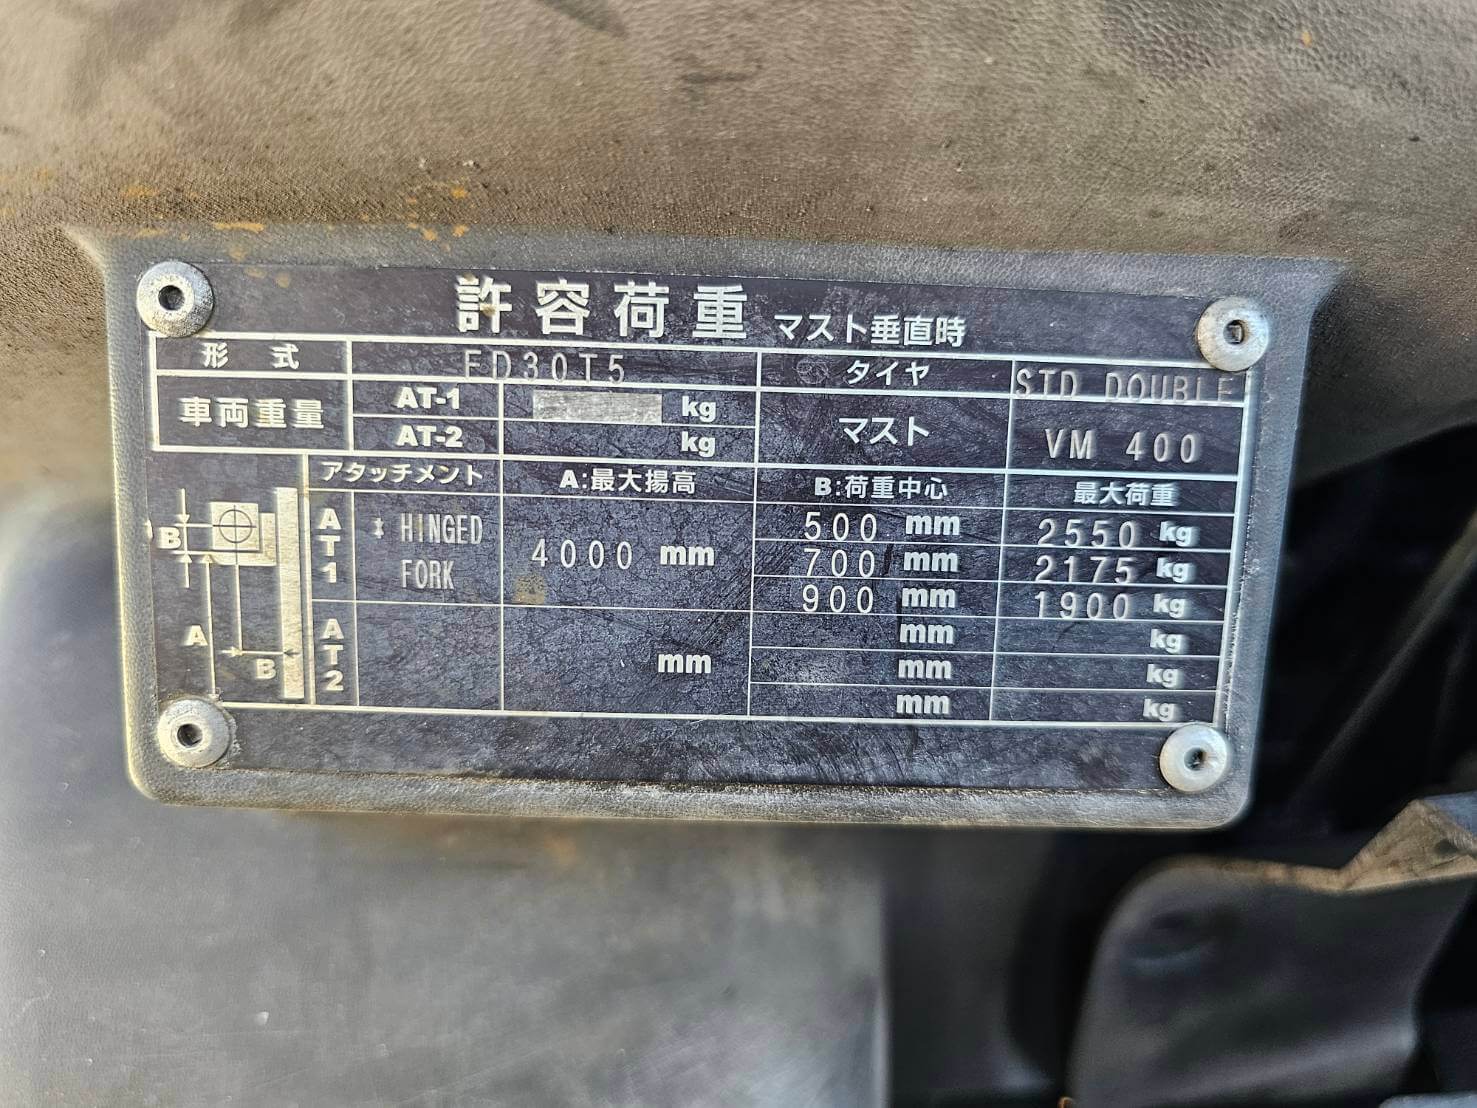 許容荷重 マスト垂直時
形式 FD30T5 タイヤ STD DOUBLE
車両重量 AT-1 kg マスト VM 400
AT-2 kg
アタッチメント A:最大揚高 B:荷重中心 最大荷重
AT1 * HINGED FORK 4000 mm 500 mm 2550 kg
700 mm 2175 kg
900 mm 1900 kg
AT2 mm mm kg
mm kg
mm kg
B
A
B